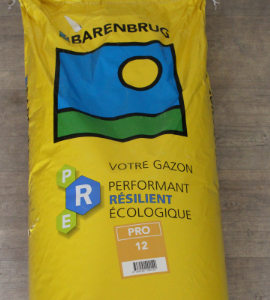 BARENBRUG
VOTRE GAZON
P
R
E
PERFORMANT
RÉSILIENT
ÉCOLOGIQUE
PRO
12